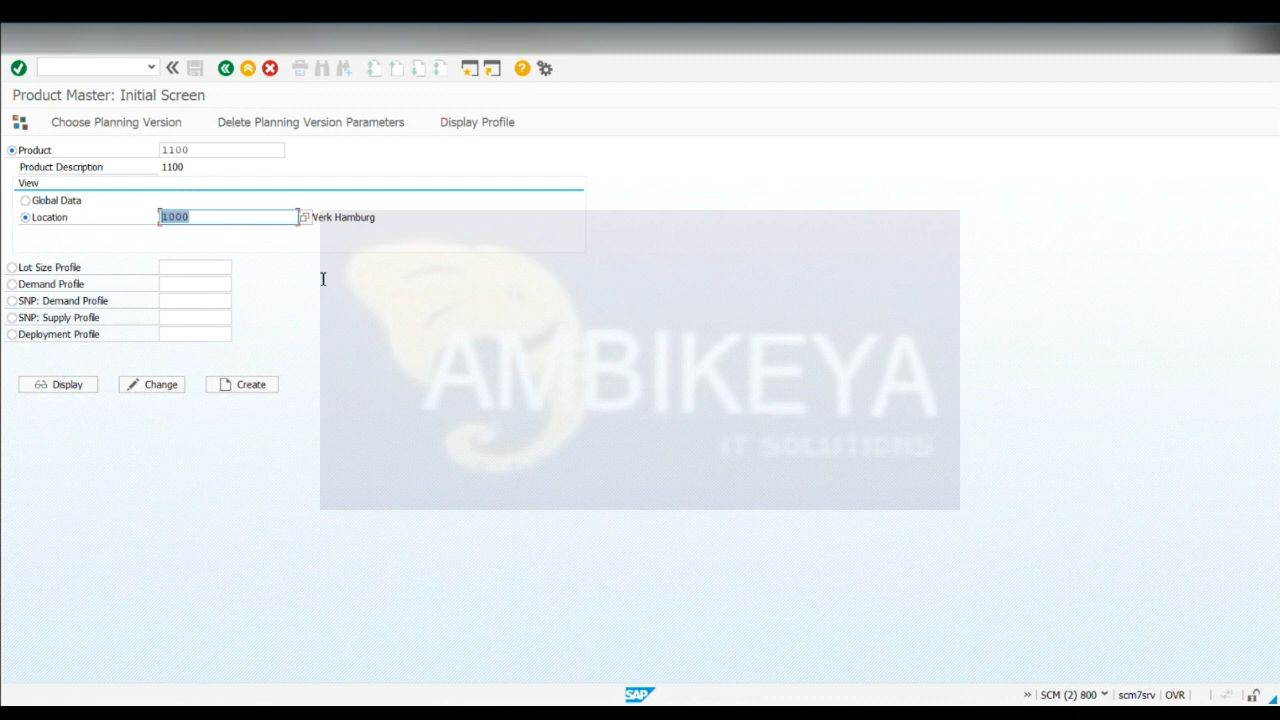 Product Master: Initial Screen
Choose Planning Version Delete Planning Version Parameters Display Profile
Product 1100
Product Description 1100
View
Global Data
Location 1000 Werk Hamburg
Lot Size Profile
Demand Profile
SNP: Demand Profile
SNP: Supply Profile
Deployment Profile
AMBIKEYA
IT SOLUTIONS
Display Change Create
SAP SCM (2) 800 scm7srv OVR